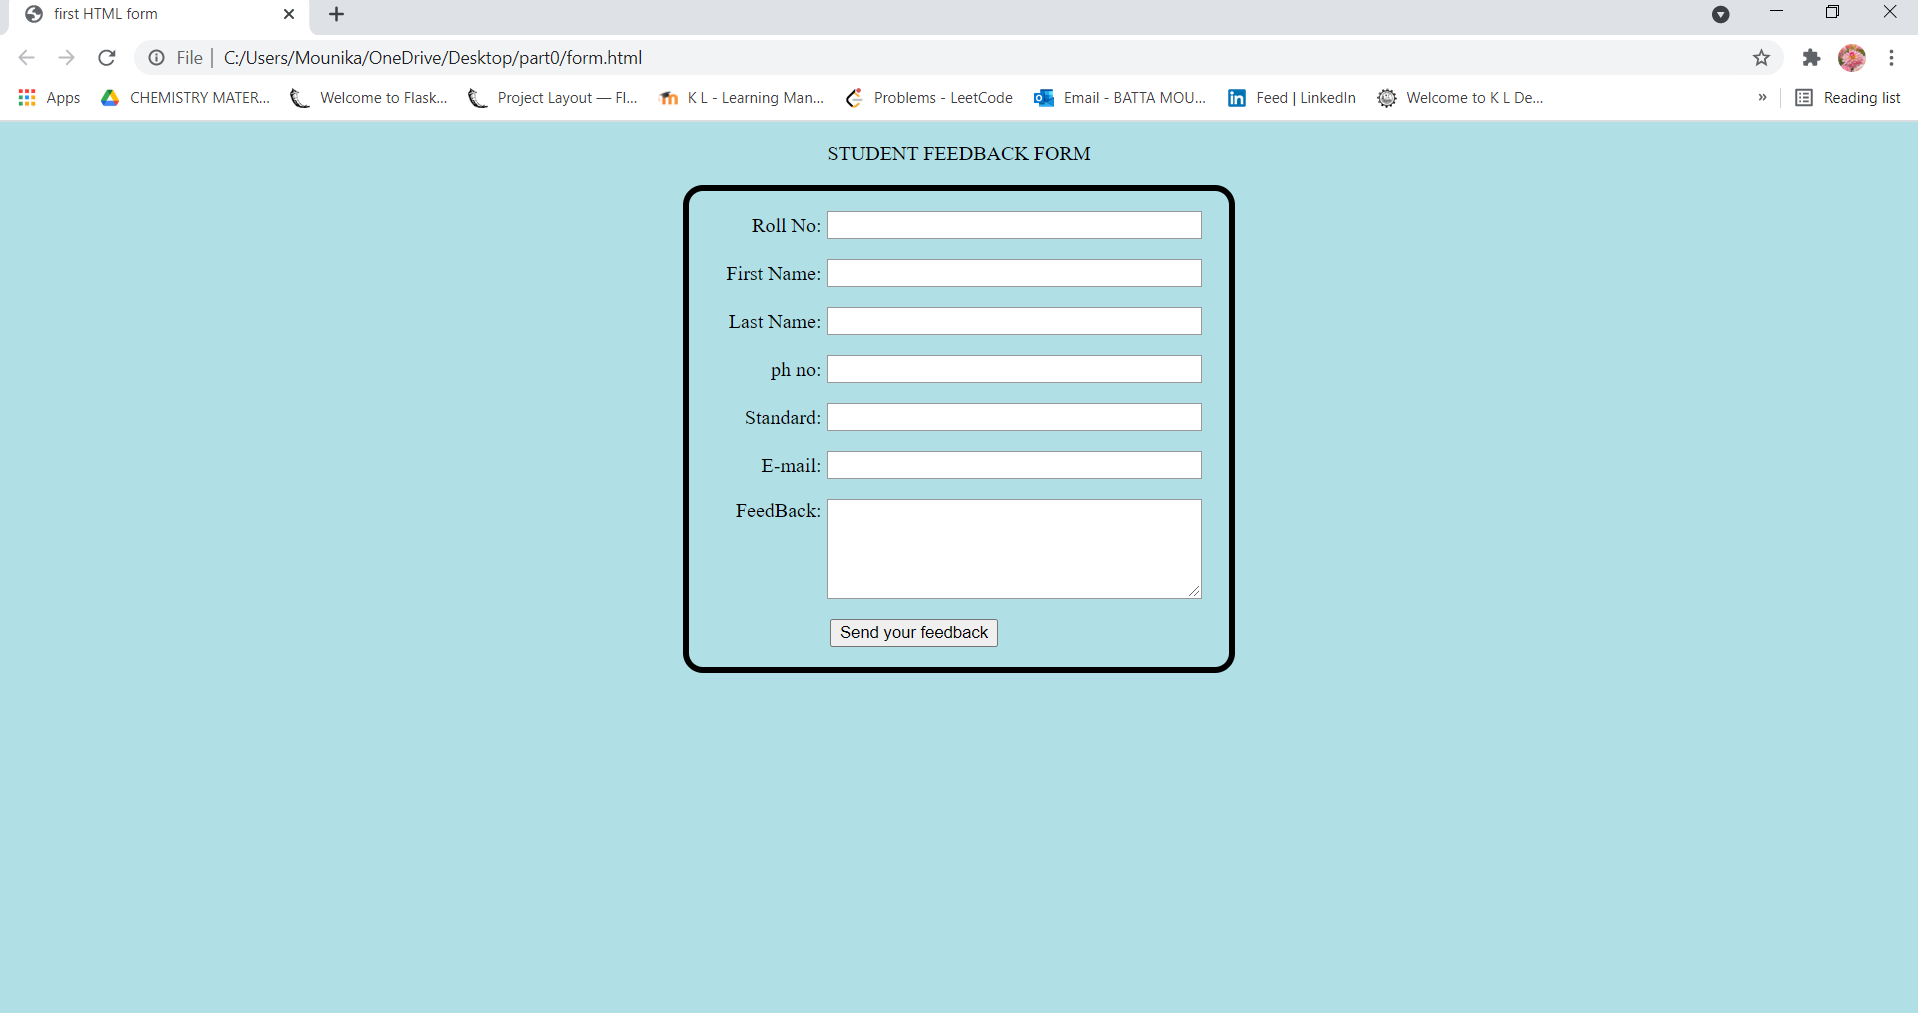 first HTML form
File | C:/Users/Mounika/OneDrive/Desktop/part0/form.html
Apps CHEMISTRY MATER... Welcome to Flask... Project Layout — Fl... K L - Learning Man... Problems - LeetCode Email - BATTA MOU... Feed | LinkedIn Welcome to K L De... » Reading list
STUDENT FEEDBACK FORM
Roll No:
First Name:
Last Name:
ph no:
Standard:
E-mail:
FeedBack:
Send your feedback